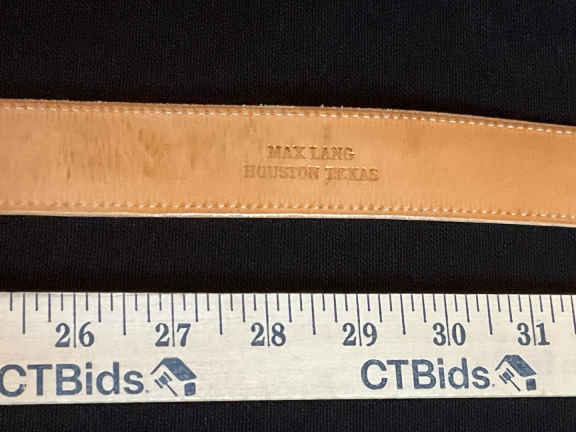 MAX LANG
HOUSTON TEXAS
26 27 28 29 30 31
CTBids. CTBids.